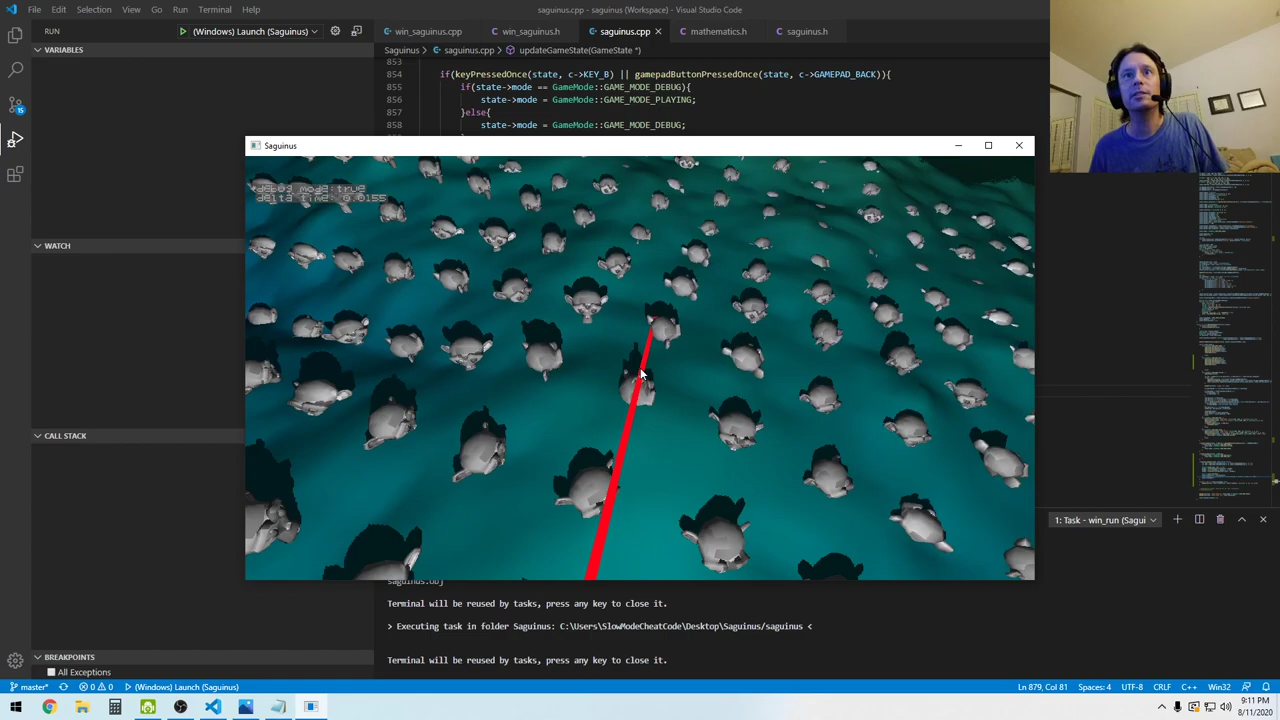 File Edit Selection View Go Run Terminal Help
saguinus.cpp - saguinus (Workspace) - Visual Studio Code
RUN
(Windows) Launch (Saguinus)
win_saguinus.cpp
win_saguinus.h
saguinus.cpp
mathematics.h
saguinus.h
VARIABLES
Saguinus > saguinus.cpp > updateGameState(GameState *)
853
854 if(keyPressedOnce(state, c->KEY_B) || gamepadButtonPressedOnce(state, c->GAMEPAD_BACK)){
855 if(state->mode == GameMode::GAME_MODE_DEBUG){
856 state->mode = GameMode::GAME_MODE_PLAYING;
857 }else{
858 state->mode = GameMode::GAME_MODE_DEBUG;
Saguinus
debug mode: true
15
WATCH
CALL STACK
1: Task - win_run (Sagui
saguinus.obj
Terminal will be reused by tasks, press any key to close it.
> Executing task in folder Saguinus: C:\Users\SlowModeCheatCode\Desktop\Saguinus/saguinus <
Terminal will be reused by tasks, press any key to close it.
BREAKPOINTS
All Exceptions
master*
0 0
(Windows) Launch (Saguinus)
Ln 879, Col 81 Spaces: 4 UTF-8 CRLF C++ Win32
9:11 PM
8/11/2020